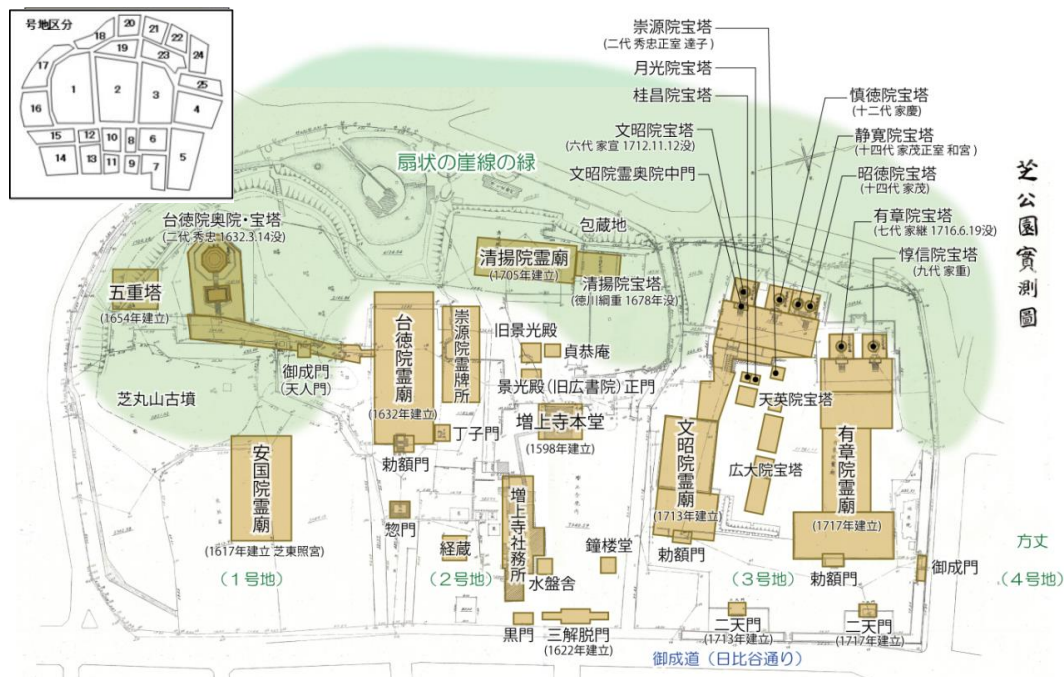 号地区分
20
21
22
18
19
23
24
17
1
2
3
25
16
4
15
12
10
8
6
5
14
13
11
9
7
崇源院宝塔
(二代 秀忠正室 達子)
月光院宝塔
桂昌院宝塔
文昭院宝塔
(六代 家宣 1712.11.12没)
文昭院霊奥院中門
慎徳院宝塔
(十二代 家慶)
静寛院宝塔
(十四代 家茂正室 和宮)
昭徳院宝塔
(十四代 家茂)
有章院宝塔
(七代 家継 1716.6.19没)
惇信院宝塔
(九代 家重)
芝公園實測圖
扇状の崖線の緑
台徳院奥院・宝塔
(二代 秀忠 1632.3.14没)
五重塔
(1654年建立)
包蔵地
清揚院霊廟
(1705年建立)
清揚院宝塔
(徳川綱重 1678年没)
御成門
(天人門)
芝丸山古墳
台徳院霊廟
(1632年建立)
崇源院霊牌所
旧景光殿
貞恭庵
景光殿(旧広書院)正門
増上寺本堂
(1598年建立)
丁子門
勅額門
安国院霊廟
(1617年建立 芝東照宮)
惣門
経蔵
増上寺社務所
水盤舎
鐘楼堂
黒門
三解脱門
(1622年建立)
天英院宝塔
広大院宝塔
文昭院霊廟
(1713年建立)
勅額門
有章院霊廟
(1717年建立)
勅額門
御成門
二天門
(1713年建立)
二天門
(1717年建立)
御成道(日比谷通り)
(1号地)
(2号地)
(3号地)
方丈
(4号地)